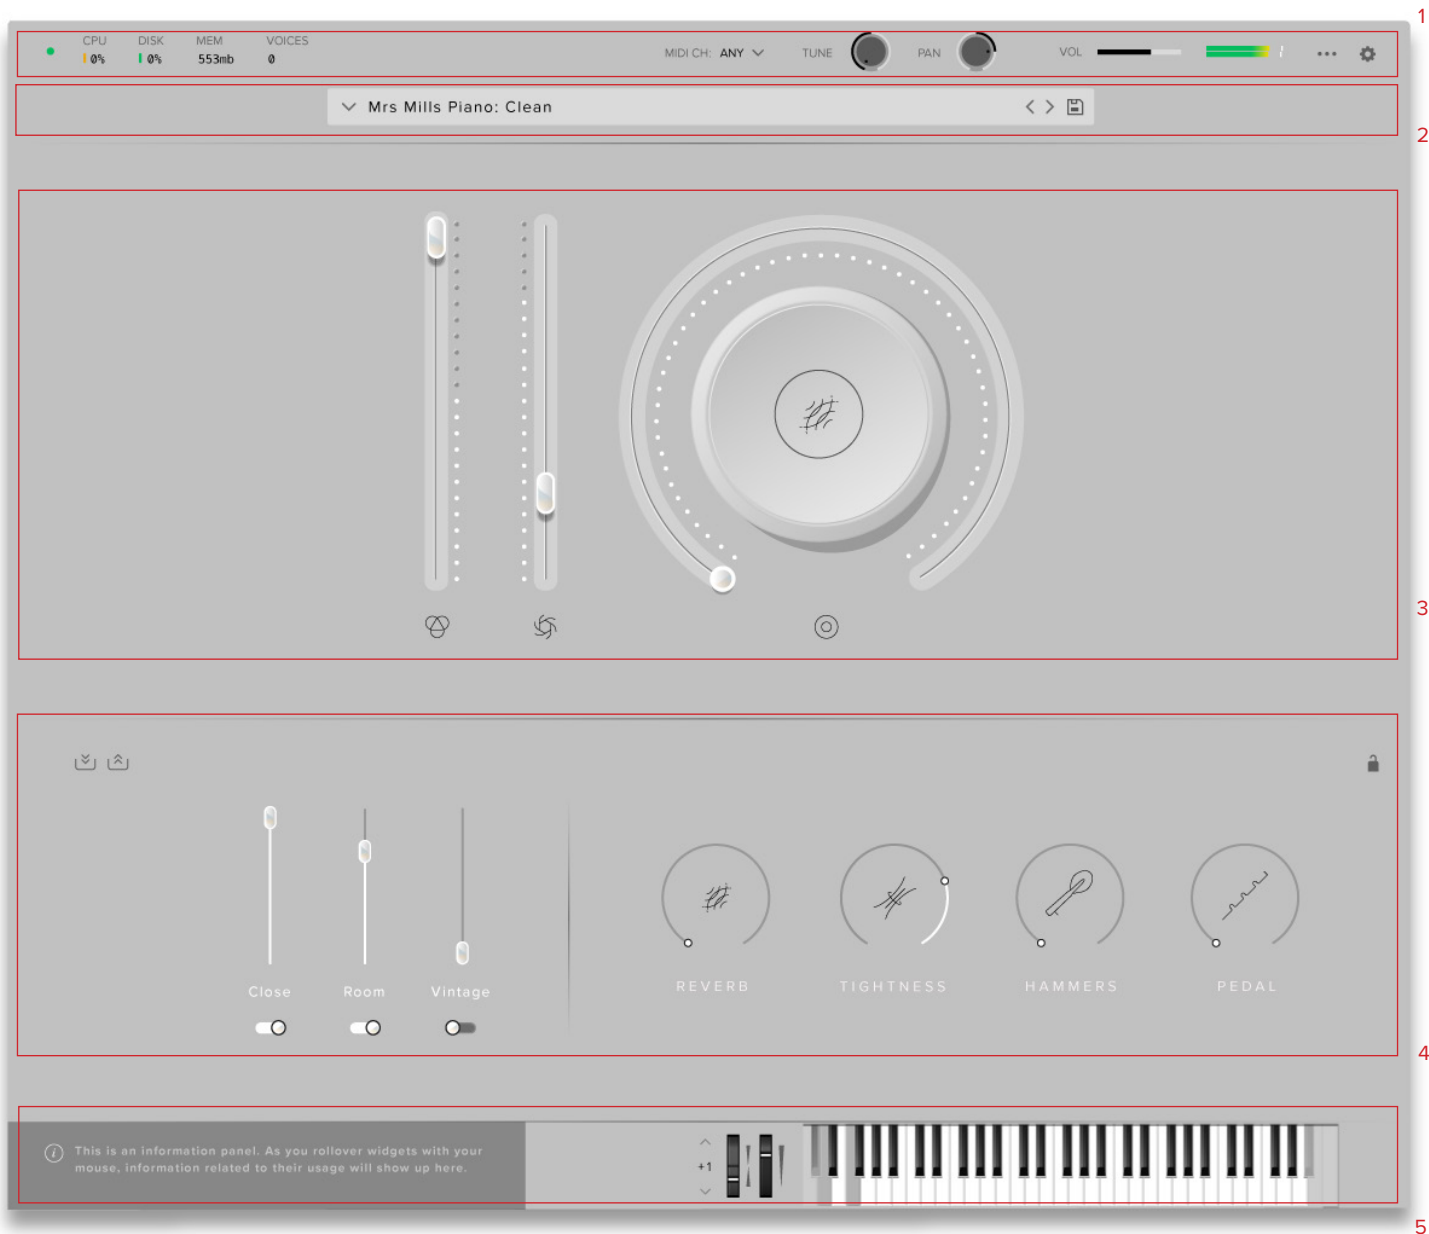 1
CPU DISK MEM VOICES
0% 0% 553mb 0
MIDI CH: ANY TUNE PAN VOL
Mrs Mills Piano: Clean
2
3
Close Room Vintage
REVERB TIGHTNESS HAMMERS PEDAL
4
i This is an information panel. As you rollover widgets with your
mouse, information related to their usage will show up here.
+1
5